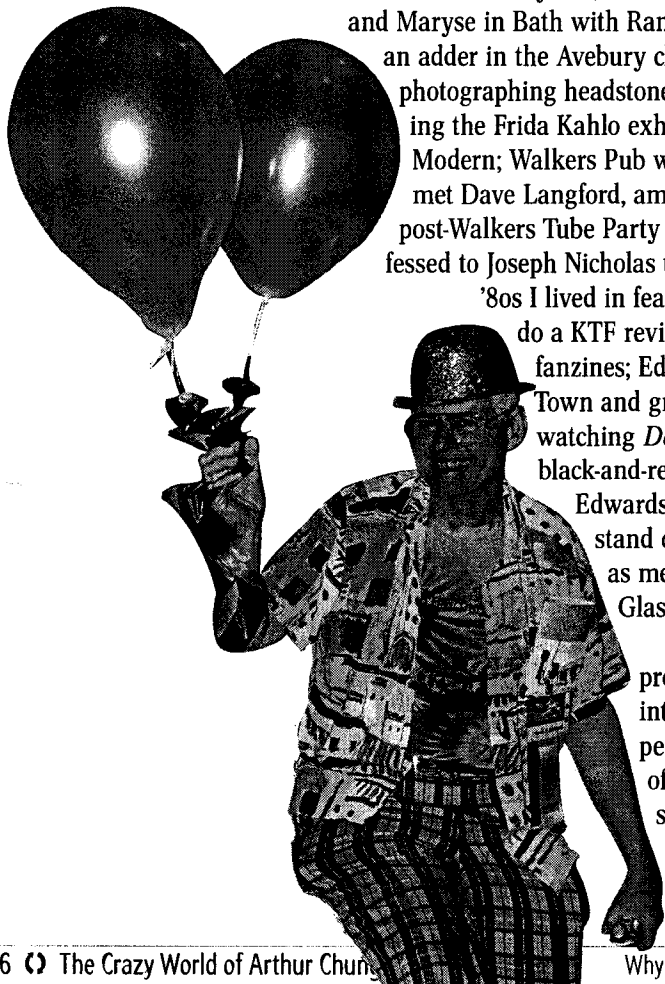 and Maryse in Bath with Ran
an adder in the Avebury c
photographing headstone
ing the Frida Kahlo exh
Modern; Walkers Pub w
met Dave Langford, am
post-Walkers Tube Party
fessed to Joseph Nicholas
'80s I lived in fea
do a KTF revi
fanzines; Ed
Town and gr
watching D
black-and-re
Edwards
stand
as me
Glas
pr
int
pe
of
s
6 The Crazy World of Arthur Chung
Why